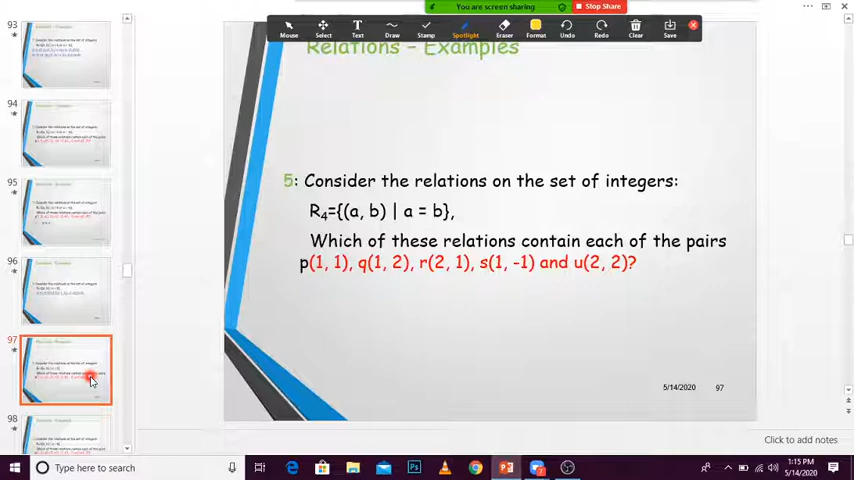 You are screen sharing
Stop Share
Mouse Select Text Draw Stamp Spotlight Eraser Format Undo Redo Clear Save
Relations – Examples
5: Consider the relations on the set of integers:
R4={(a, b) | a = b},
Which of these relations contain each of the pairs
p(1, 1), q(1, 2), r(2, 1), s(1, -1) and u(2, 2)?
5/14/2020 97
93
94
95
96
97
98
Click to add notes
Type here to search
1:15 PM
5/14/2020